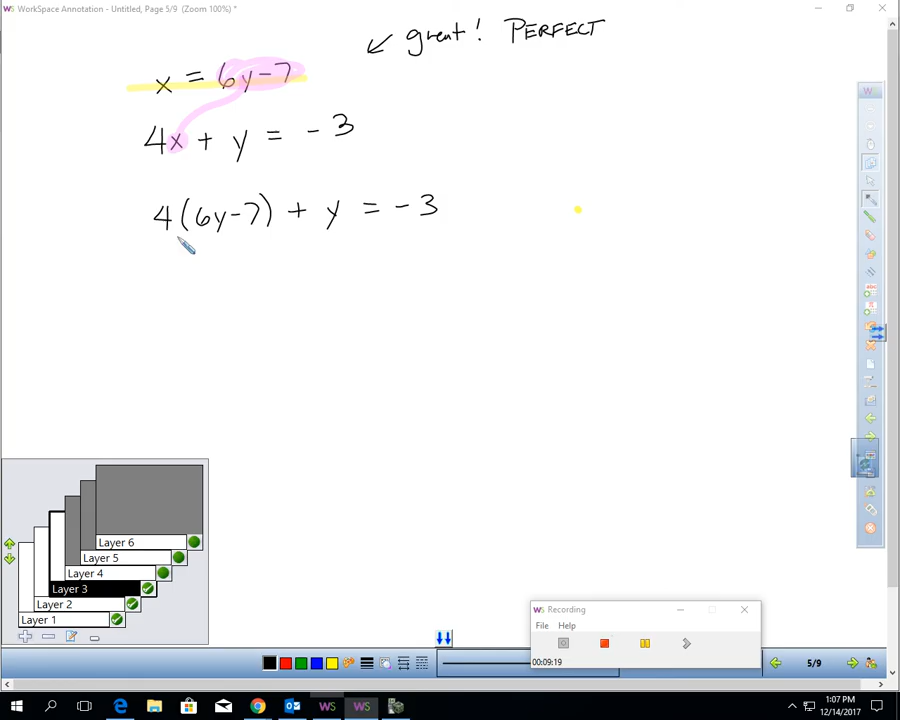 WorkSpace Annotation - Untitled, Page 5/9 (Zoom 100%) *
↙ great! PERFECT
x = 6y-7
4x + y = -3
4(6y-7) + y = -3
Layer 6
Layer 5
Layer 4
Layer 3
Layer 2
Layer 1
Recording
File Help
00:09:19
5/9
1:07 PM
12/14/2017